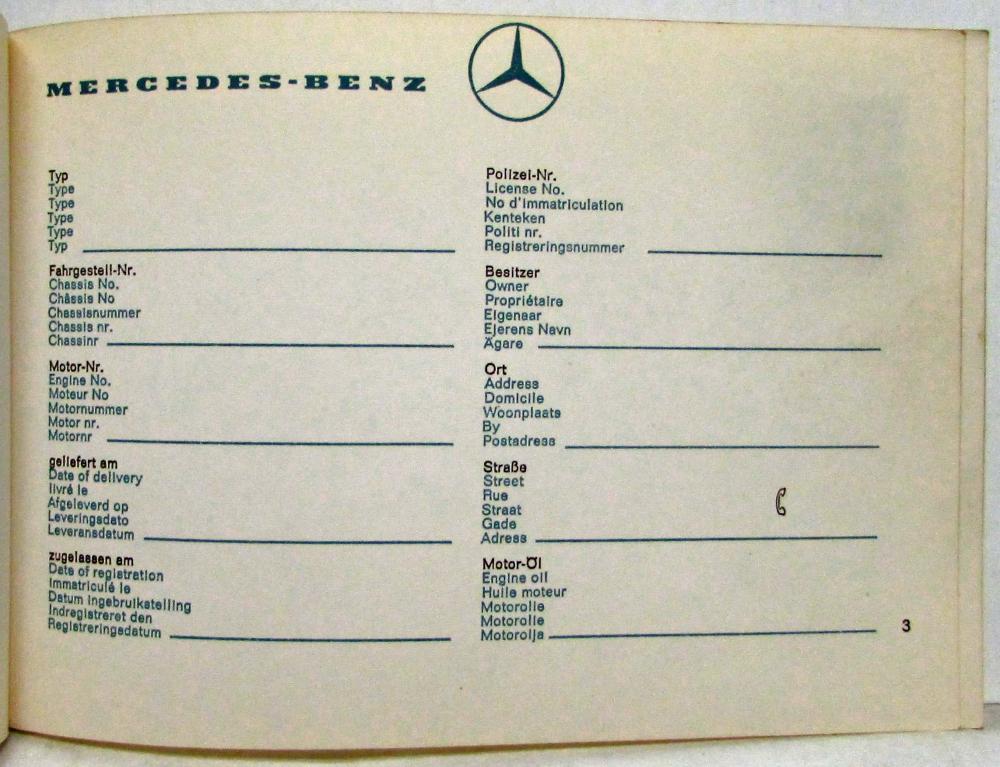 MERCEDES-BENZ
Typ
Type
Type
Type
Type
Typ
Fahrgestell-Nr.
Chassis No.
Châssis No
Chassisnummer
Chassis nr.
Chassinr
Motor-Nr.
Engine No.
Moteur No
Motornummer
Motor nr.
Motornr
geliefert am
Date of delivery
livré le
Afgeleverd op
Leveringsdato
Leveransdatum
zugelassen am
Date of registration
Immatriculé le
Datum ingebruikstelling
Indregistreret den
Registreringsdatum
Polizei-Nr.
License No.
No d'immatriculation
Kenteken
Politi nr.
Registreringsnummer
Besitzer
Owner
Propriétaire
Eigenaar
Ejerens Navn
Ägare
Ort
Address
Domicile
Woonplaats
By
Postadress
Straße
Street
Rue
Straat
Gade
Adress
Motor-Öl
Engine oil
Huile moteur
Motorolie
Motorolie
Motorolja
3